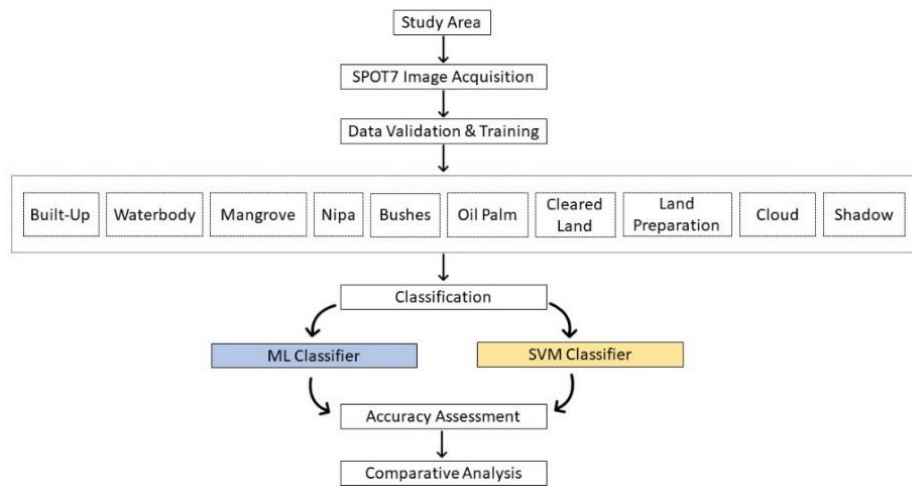 Study Area
SPOT7 Image Acquisition
Data Validation & Training
Built-Up
Waterbody
Mangrove
Nipa
Bushes
Oil Palm
Cleared
Land
Land
Preparation
Cloud
Shadow
Classification
ML Classifier
SVM Classifier
Accuracy Assessment
Comparative Analysis